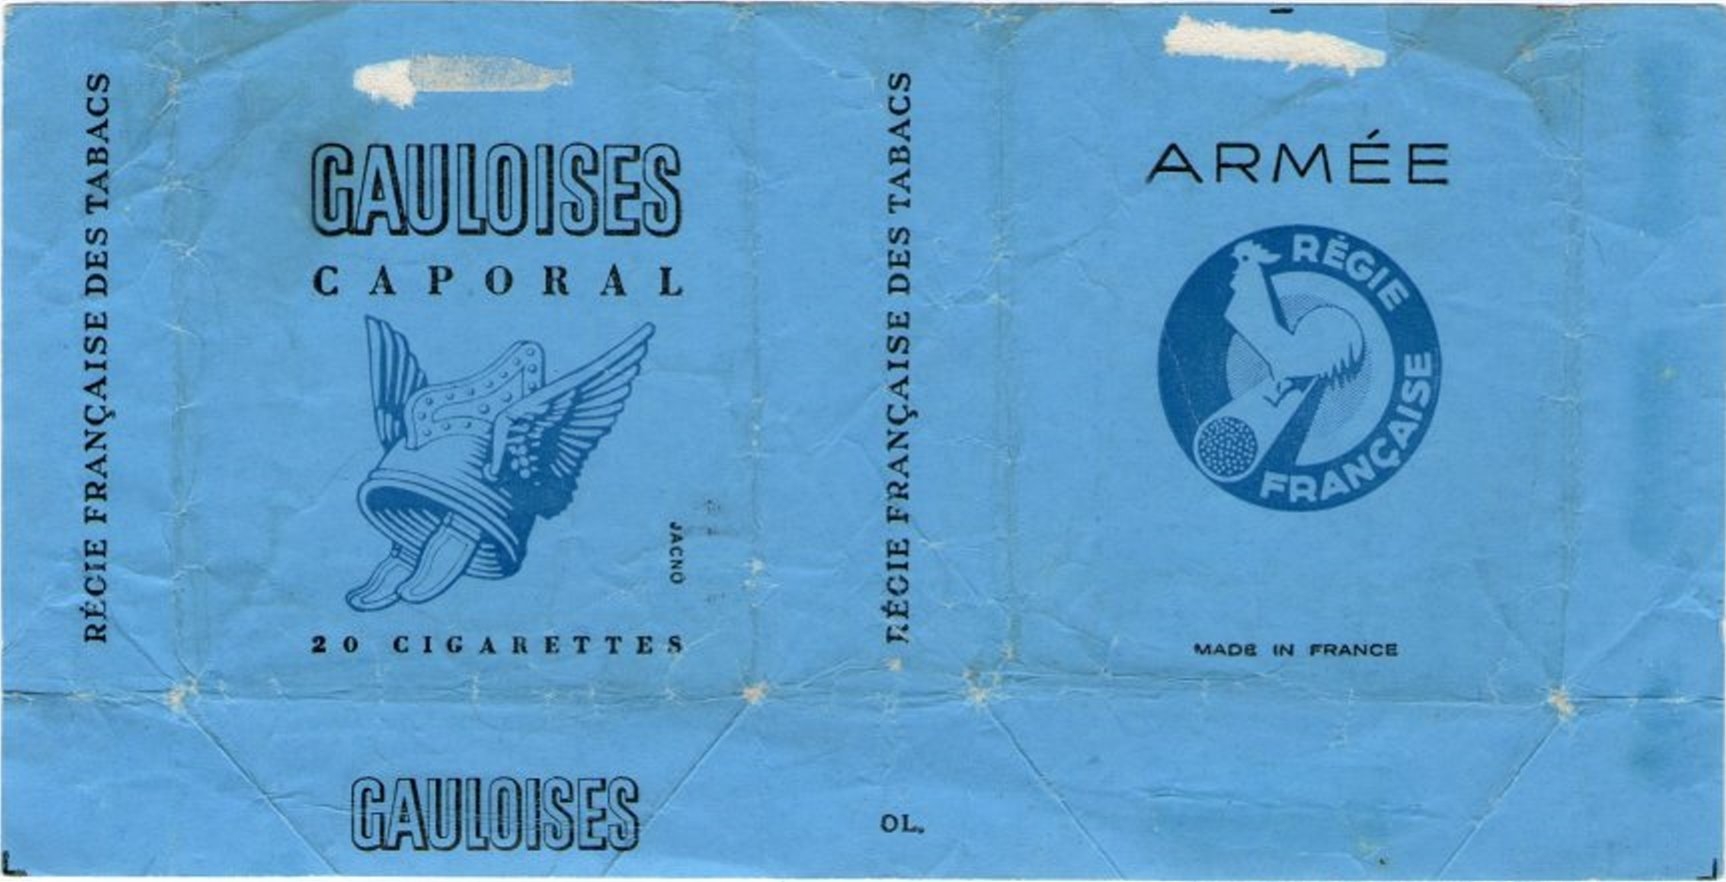 RÉGIE FRANÇAISE DES TABACS
GAULOISES
CAPORAL
JACNO
20 CIGARETTES
GAULOISES
RÉGIE FRANÇAISE DES TABACS
OL.
ARMÉE
RÉGIE
FRANÇAISE
MADE IN FRANCE